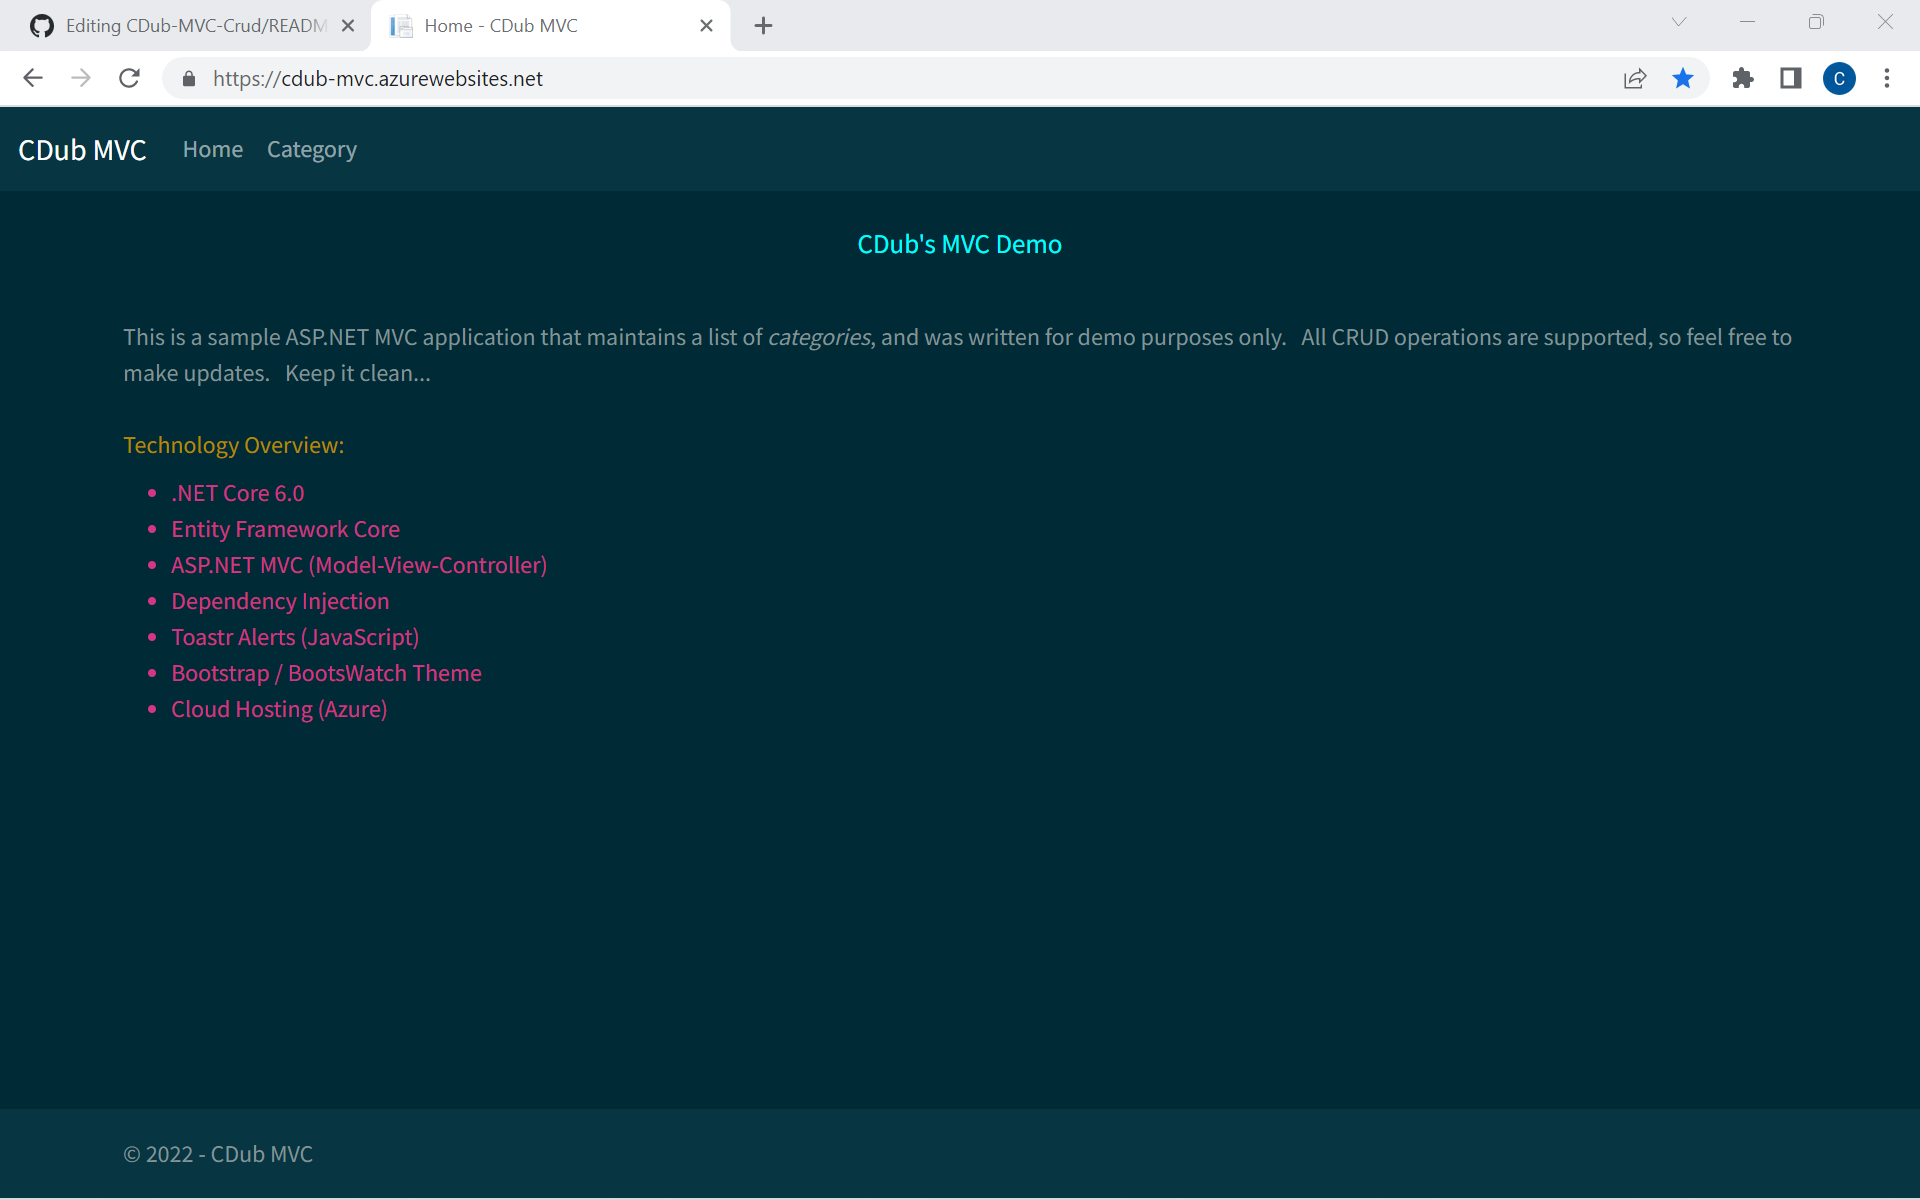 Editing CDub-MVC-Crud/READM
Home - CDub MVC
https://cdub-mvc.azurewebsites.net
C
CDub MVC Home Category
CDub's MVC Demo
This is a sample ASP.NET MVC application that maintains a list of categories, and was written for demo purposes only. All CRUD operations are supported, so feel free to
make updates. Keep it clean...
Technology Overview:
• .NET Core 6.0
• Entity Framework Core
• ASP.NET MVC (Model-View-Controller)
• Dependency Injection
• Toastr Alerts (JavaScript)
• Bootstrap / BootsWatch Theme
• Cloud Hosting (Azure)
© 2022 - CDub MVC